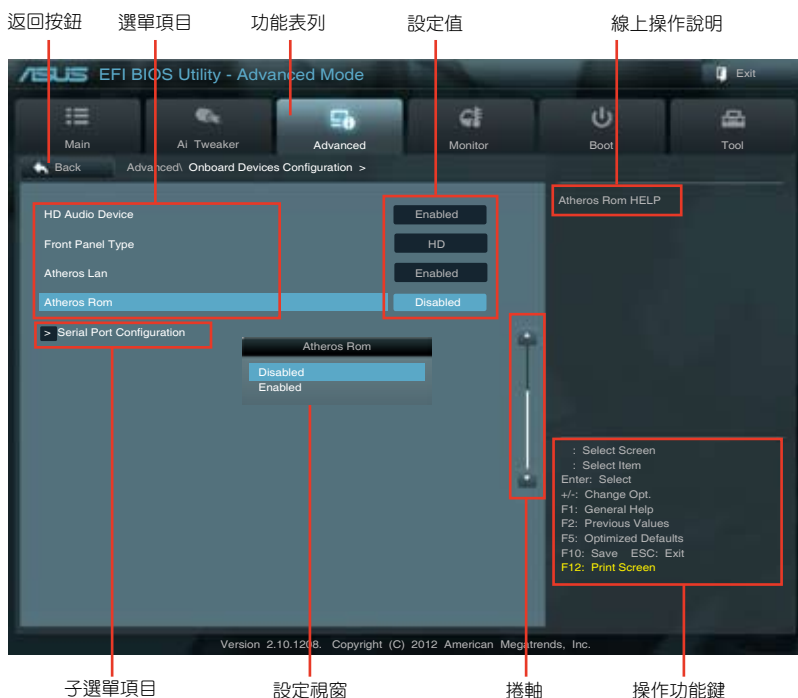 返回按鈕 選單項目 功能表列 設定值 線上操作說明
ASUS EFI BIOS Utility - Advanced Mode Exit
Main Ai Tweaker Advanced Monitor Boot Tool
Back Advanced\ Onboard Devices Configuration >
HD Audio Device Enabled
Front Panel Type HD
Atheros Lan Enabled
Atheros Rom Disabled
> Serial Port Configuration
Atheros Rom
Disabled
Enabled
Atheros Rom HELP
: Select Screen
: Select Item
Enter: Select
+/-: Change Opt.
F1: General Help
F2: Previous Values
F5: Optimized Defaults
F10: Save ESC: Exit
F12: Print Screen
Version 2.10.1208. Copyright (C) 2012 American Megatrends, Inc.
子選單項目 設定視窗 捲軸 操作功能鍵